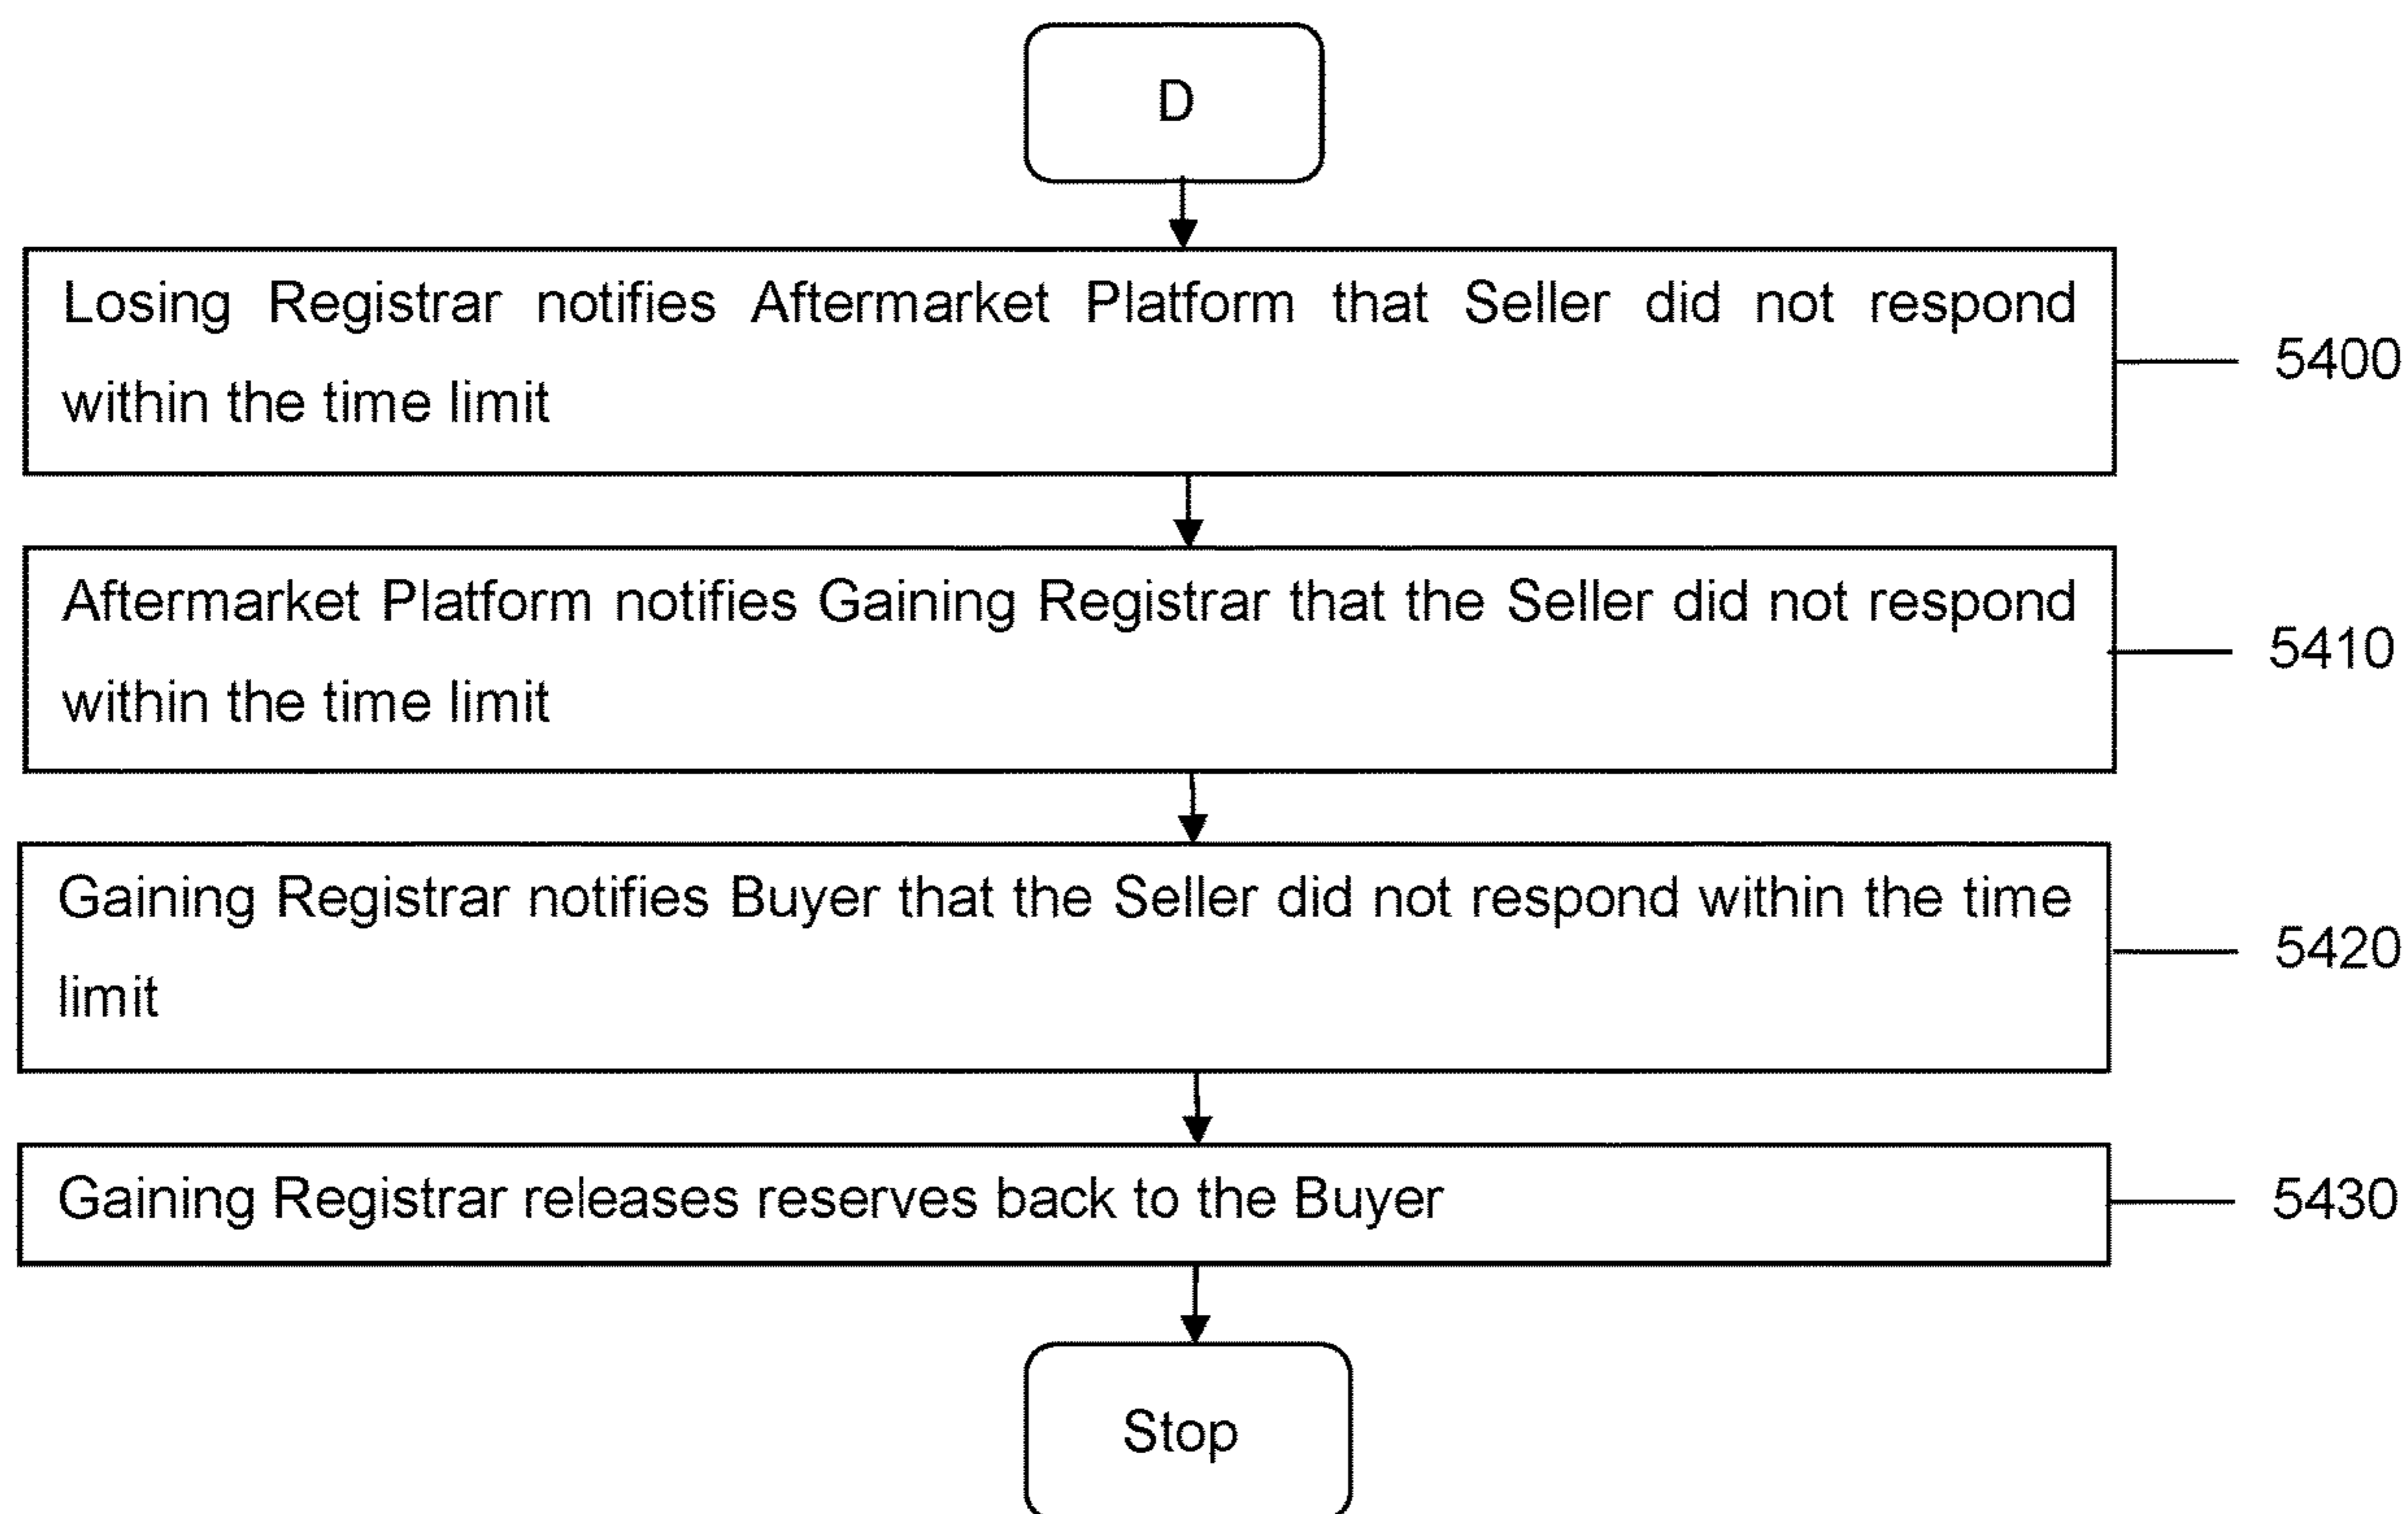 D
Losing Registrar notifies Aftermarket Platform that Seller did not respond
within the time limit
5400
Aftermarket Platform notifies Gaining Registrar that the Seller did not respond
within the time limit
5410
Gaining Registrar notifies Buyer that the Seller did not respond within the time
limit
5420
Gaining Registrar releases reserves back to the Buyer
5430
Stop